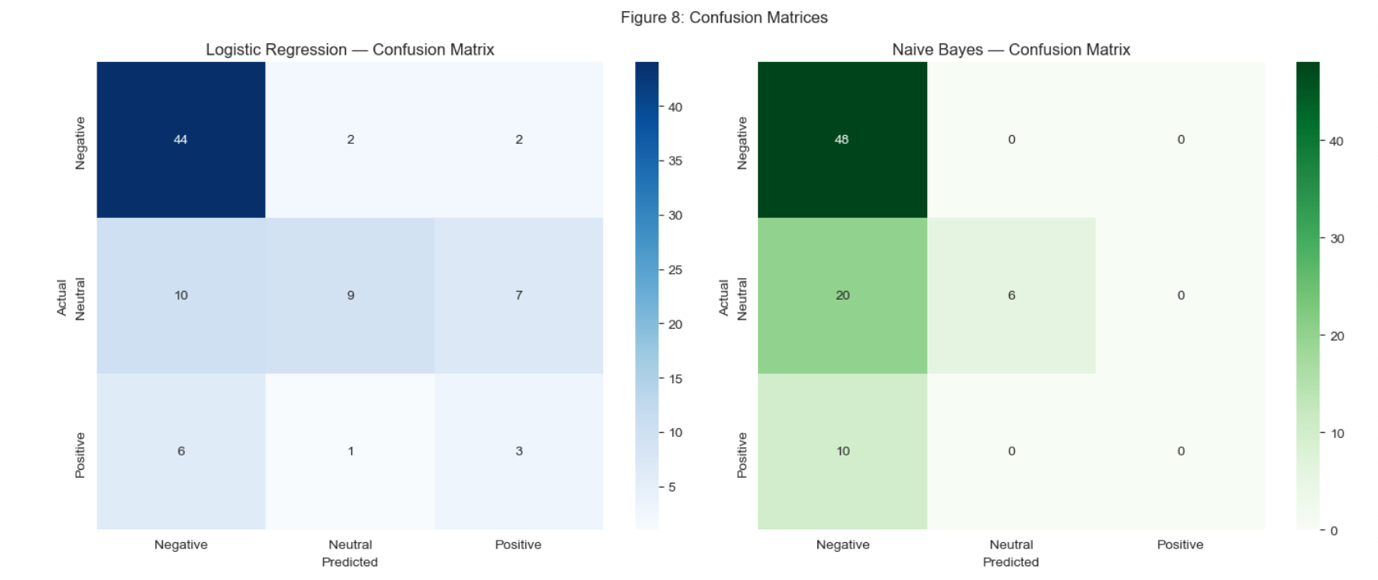 Figure 8: Confusion Matrices
Logistic Regression — Confusion Matrix
Negative
Neutral
Positive
Actual
44 2 2
10 9 7
6 1 3
Negative Neutral Positive
Predicted
40
35
30
25
20
15
10
5
Naive Bayes — Confusion Matrix
Negative
Neutral
Positive
Actual
48 0 0
20 6 0
10 0 0
Negative Neutral Positive
Predicted
40
30
20
10
0